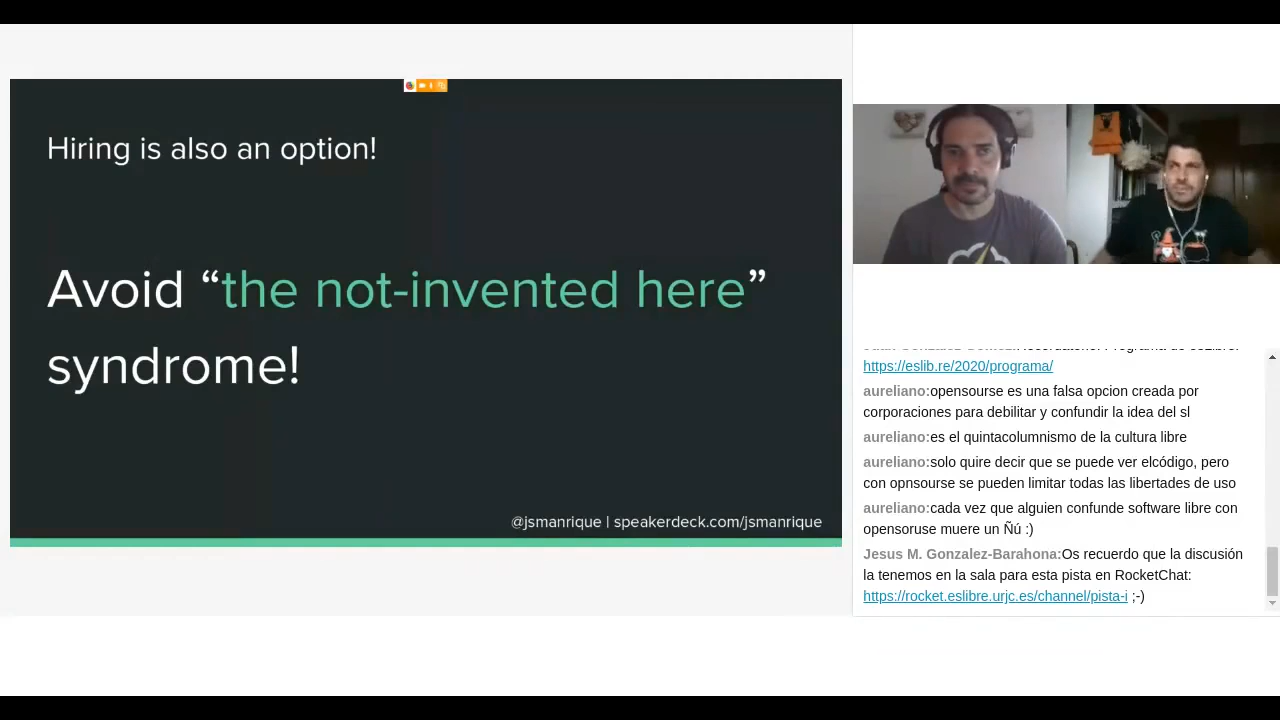 Hiring is also an option!
Avoid “the not-invented here”
syndrome!
@jsmanrique | speakerdeck.com/jsmanrique
https://eslib.re/2020/programa/
aureliano:opensourse es una falsa opcion creada por
corporaciones para debilitar y confundir la idea del sl
aureliano:es el quintacolumnismo de la cultura libre
aureliano:solo quire decir que se puede ver elcódigo, pero
con opnsourse se pueden limitar todas las libertades de uso
aureliano:cada vez que alguien confunde software libre con
opensoruse muere un Ñú :)
Jesus M. Gonzalez-Barahona:Os recuerdo que la discusión
la tenemos en la sala para esta pista en RocketChat:
https://rocket.eslibre.urjc.es/channel/pista-i ;-)